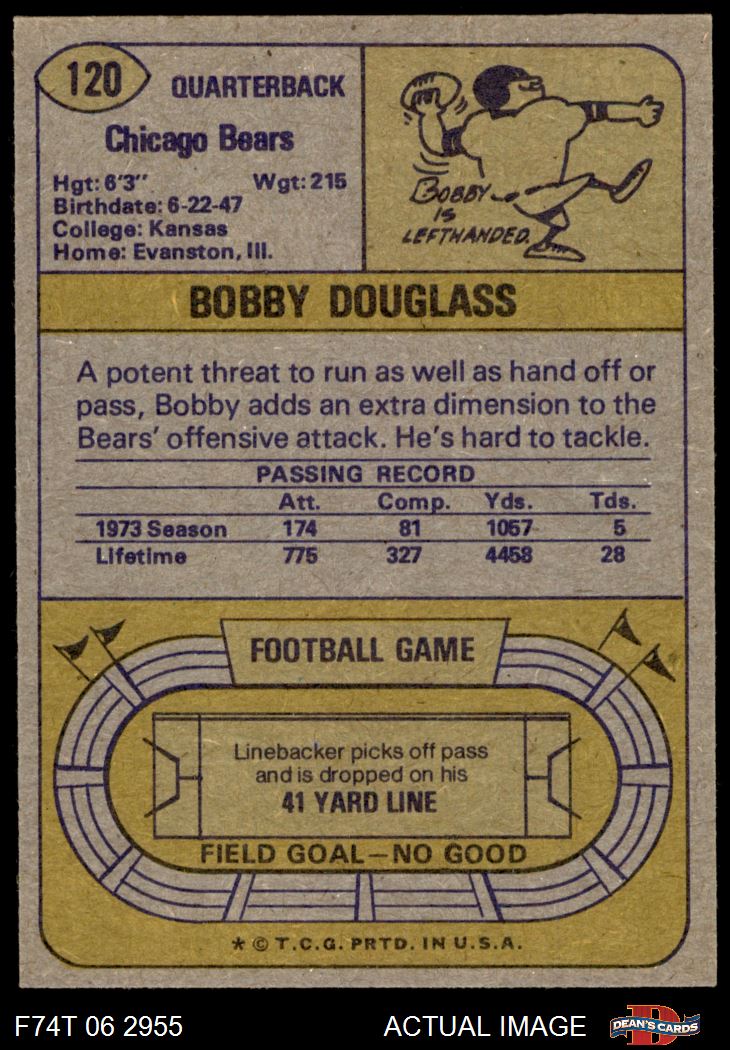 120
QUARTERBACK
Chicago Bears
Hgt: 6'3" Wgt: 215
Birthdate: 6-22-47
College: Kansas
Home: Evanston, Ill.
BOBBY
IS
LEFTHANDED.
BOBBY DOUGLASS
A potent threat to run as well as hand off or
pass, Bobby adds an extra dimension to the
Bears' offensive attack. He's hard to tackle.
PASSING RECORD
Att. Comp. Yds. Tds.
1973 Season 174 81 1057 5
Lifetime 775 327 4458 28
FOOTBALL GAME
Linebacker picks off pass
and is dropped on his
41 YARD LINE
FIELD GOAL—NO GOOD
* © T.C.G. PRTD. IN U.S.A.
F74T 06 2955 ACTUAL IMAGE DEAN'S CARDS